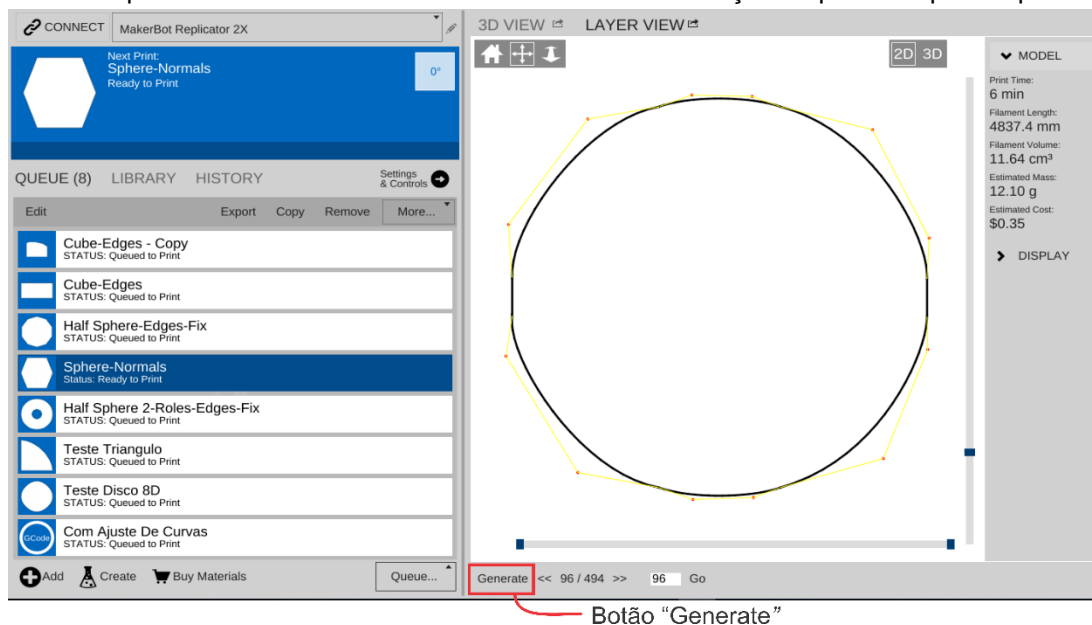 CONNECT
MakerBot Replicator 2X
Next Print:
Sphere-Normals
Ready to Print
0°
QUEUE (8) LIBRARY HISTORY
Settings
& Controls
Edit Export Copy Remove More...
Cube-Edges - Copy
STATUS: Queued to Print
Cube-Edges
STATUS: Queued to Print
Half Sphere-Edges-Fix
STATUS: Queued to Print
Sphere-Normals
Status: Ready to Print
Half Sphere 2-Roles-Edges-Fix
STATUS: Queued to Print
Teste Triangulo
STATUS: Queued to Print
Teste Disco 8D
STATUS: Queued to Print
GCode
Com Ajuste De Curvas
STATUS: Queued to Print
Add Create Buy Materials Queue...
3D VIEW LAYER VIEW
2D 3D
MODEL
Print Time:
6 min
Filament Length:
4837.4 mm
Filament Volume:
11.64 cm³
Estimated Mass:
12.10 g
Estimated Cost:
$0.35
DISPLAY
Generate << 96 / 494 >> 96 Go
Botão “Generate”